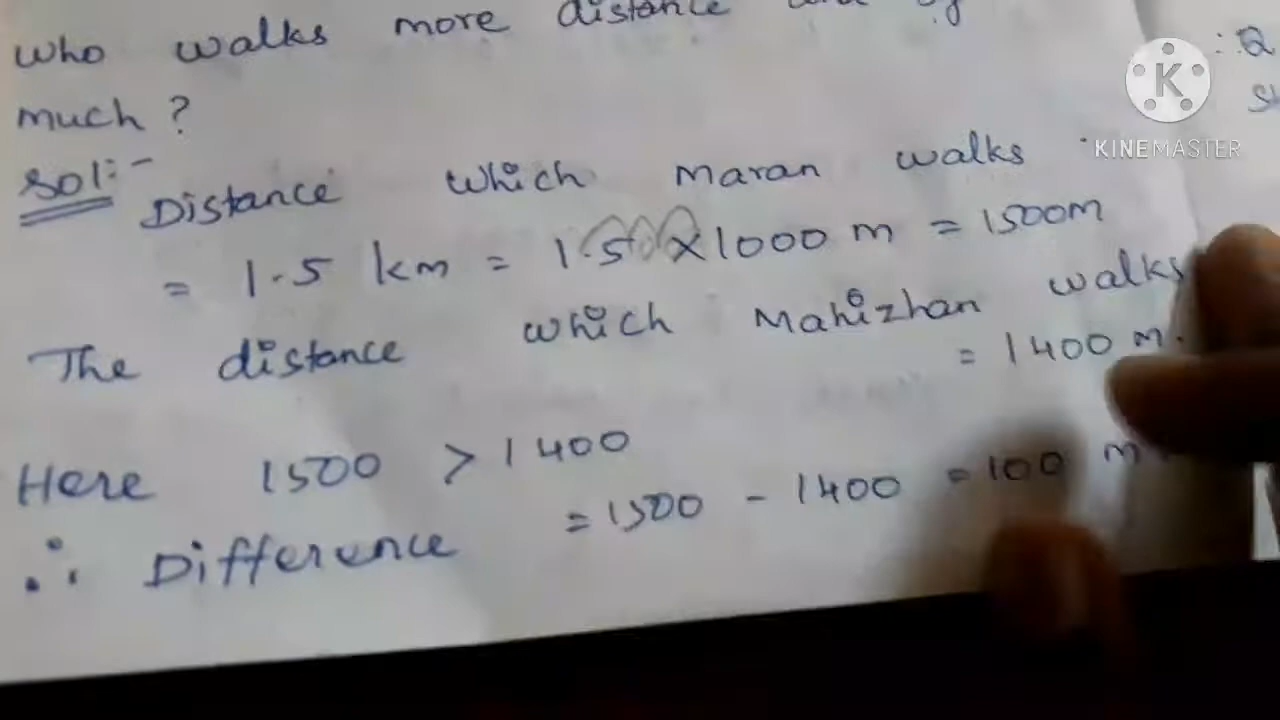 who walks more distance
much ?
Sol:-
Distance which Maran walks
= 1.5 km = 1.5 × 1000 m = 1500m
The distance which Mahizhan walks
= 1400 m.
Here 1500 > 1400
∴ Difference = 1500 - 1400 = 100 m
K
KINEMASTER